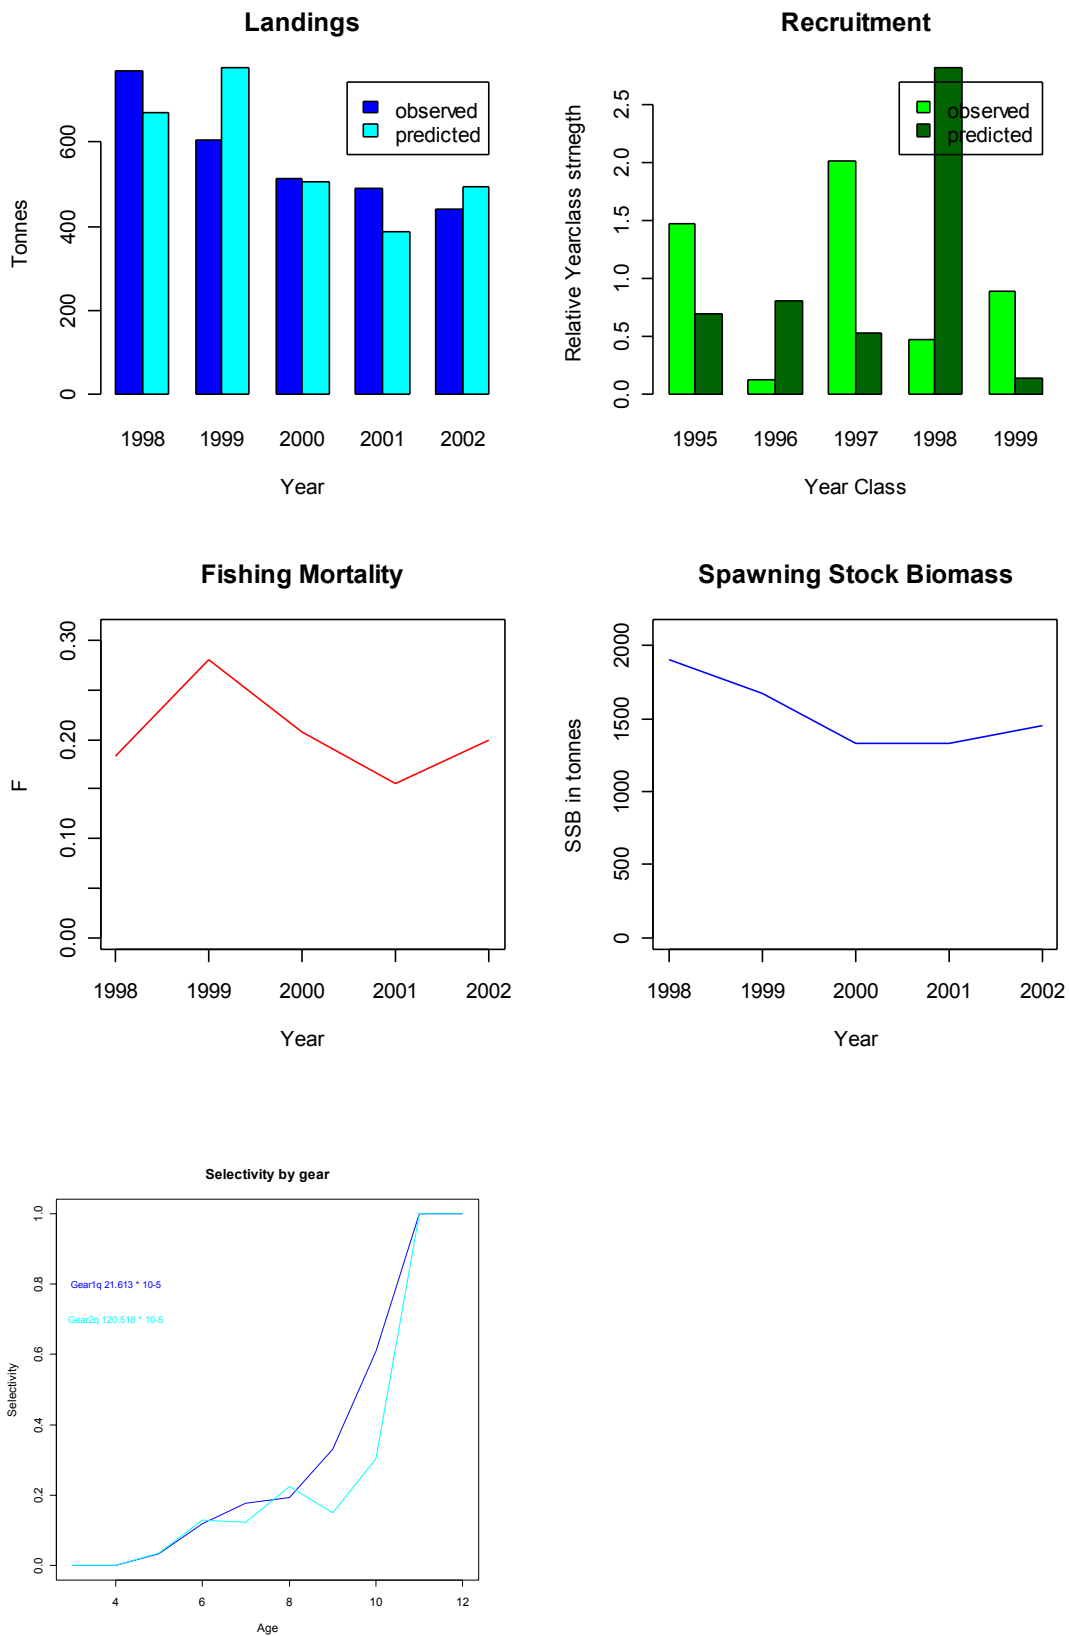 Landings
Tonnes
0
200
400
600
observed
predicted
1998 1999 2000 2001 2002
Year
Recruitment
Relative Yearclass strnegth
0.0
0.5
1.0
1.5
2.0
2.5
observed
predicted
1995 1996 1997 1998 1999
Year Class
Fishing Mortality
F
0.00
0.10
0.20
0.30
1998 1999 2000 2001 2002
Year
Spawning Stock Biomass
SSB in tonnes
0
500
1000
1500
2000
1998 1999 2000 2001 2002
Year
Selectivity by gear
Selectivity
0.0
0.2
0.4
0.6
0.8
1.0
Gear1q 21.613 * 10-5
Gear2q 120.518 * 10-5
4 6 8 10 12
Age